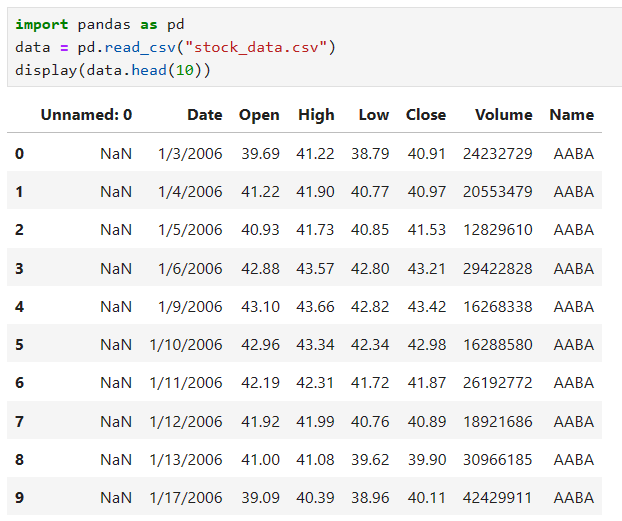 import pandas as pd
data = pd.read_csv("stock_data.csv")
display(data.head(10))
Unnamed: 0 Date Open High Low Close Volume Name
0 NaN 1/3/2006 39.69 41.22 38.79 40.91 24232729 AABA
1 NaN 1/4/2006 41.22 41.90 40.77 40.97 20553479 AABA
2 NaN 1/5/2006 40.93 41.73 40.85 41.53 12829610 AABA
3 NaN 1/6/2006 42.88 43.57 42.80 43.21 29422828 AABA
4 NaN 1/9/2006 43.10 43.66 42.82 43.42 16268338 AABA
5 NaN 1/10/2006 42.96 43.34 42.34 42.98 16288580 AABA
6 NaN 1/11/2006 42.19 42.31 41.72 41.87 26192772 AABA
7 NaN 1/12/2006 41.92 41.99 40.76 40.89 18921686 AABA
8 NaN 1/13/2006 41.00 41.08 39.62 39.90 30966185 AABA
9 NaN 1/17/2006 39.09 40.39 38.96 40.11 42429911 AABA